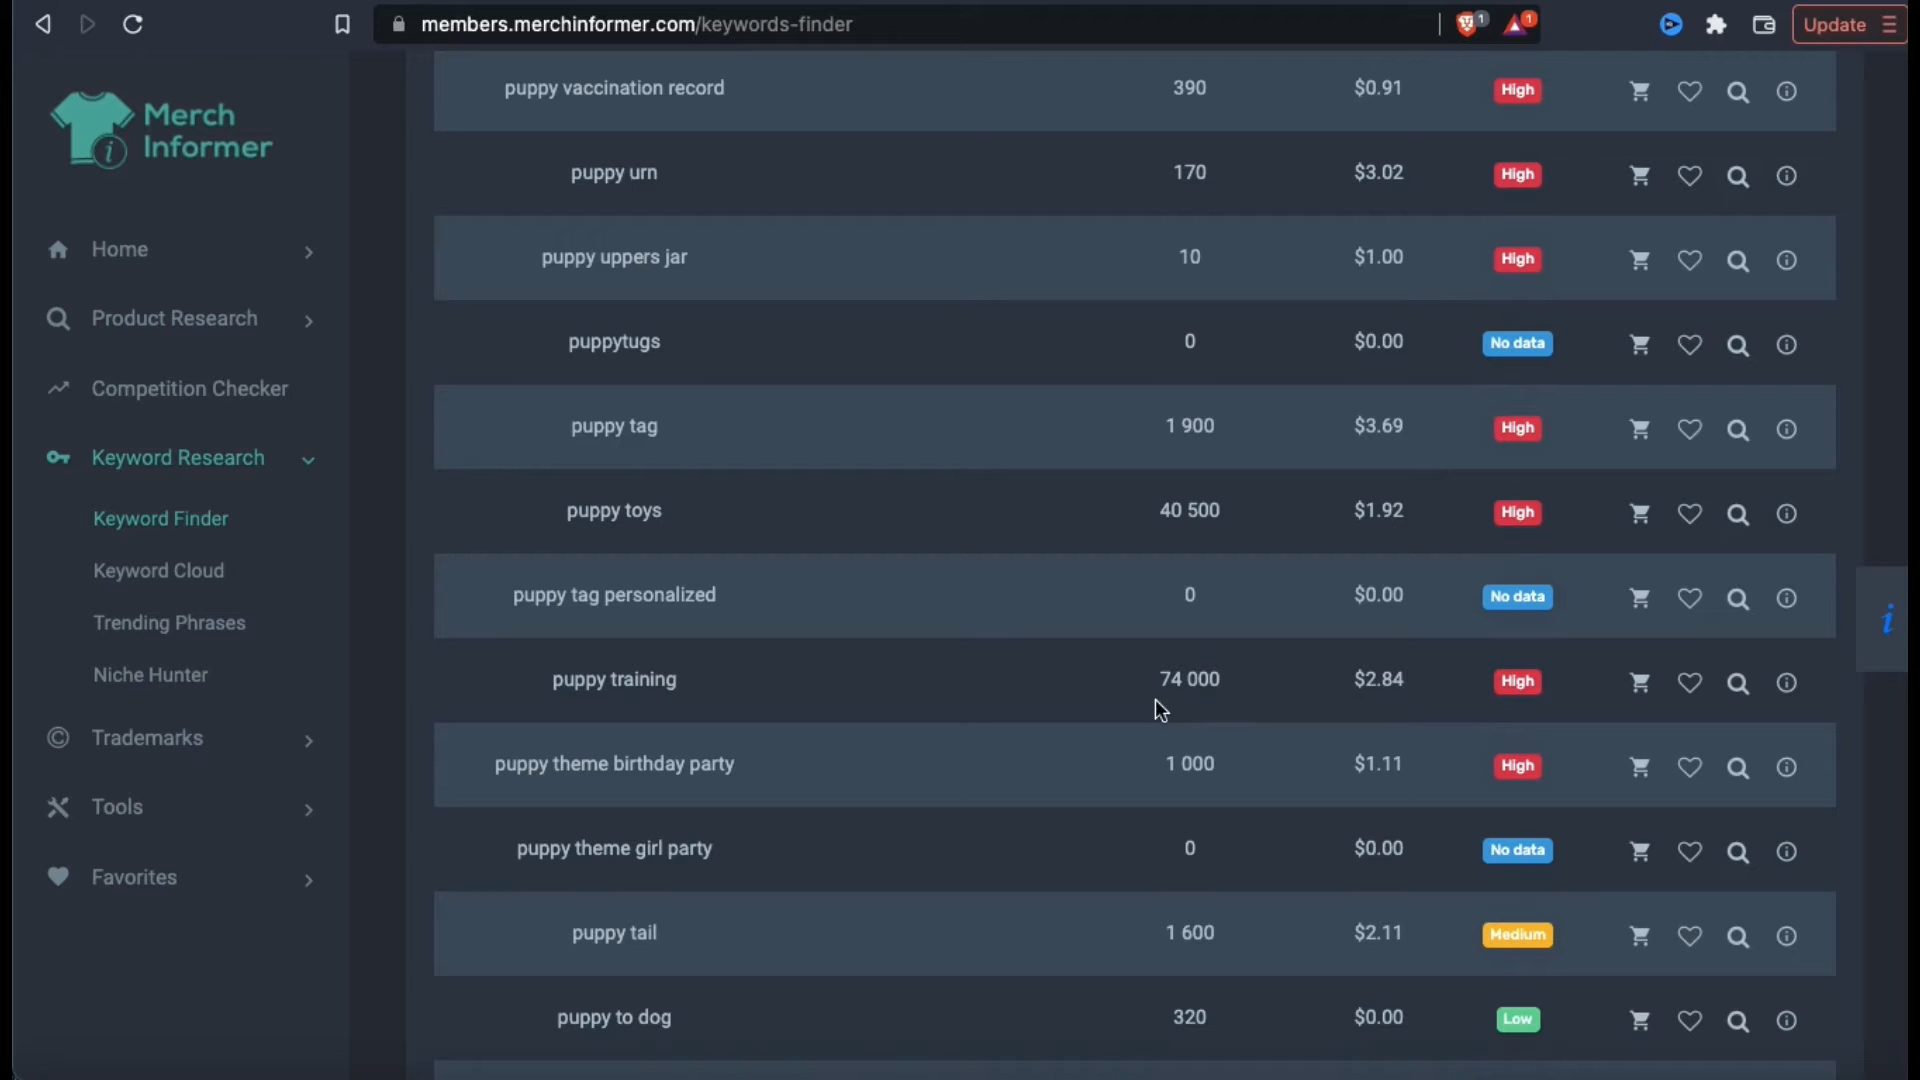 members.merchinformer.com/keywords-finder
1
1
Update
Merch
Informer
Home
Product Research
Competition Checker
Keyword Research
Keyword Finder
Keyword Cloud
Trending Phrases
Niche Hunter
Trademarks
Tools
Favorites
puppy vaccination record 390 $0.91 High
puppy urn 170 $3.02 High
puppy uppers jar 10 $1.00 High
puppytugs 0 $0.00 No data
puppy tag 1 900 $3.69 High
puppy toys 40 500 $1.92 High
puppy tag personalized 0 $0.00 No data
puppy training 74 000 $2.84 High
puppy theme birthday party 1 000 $1.11 High
puppy theme girl party 0 $0.00 No data
puppy tail 1 600 $2.11 Medium
puppy to dog 320 $0.00 Low
i